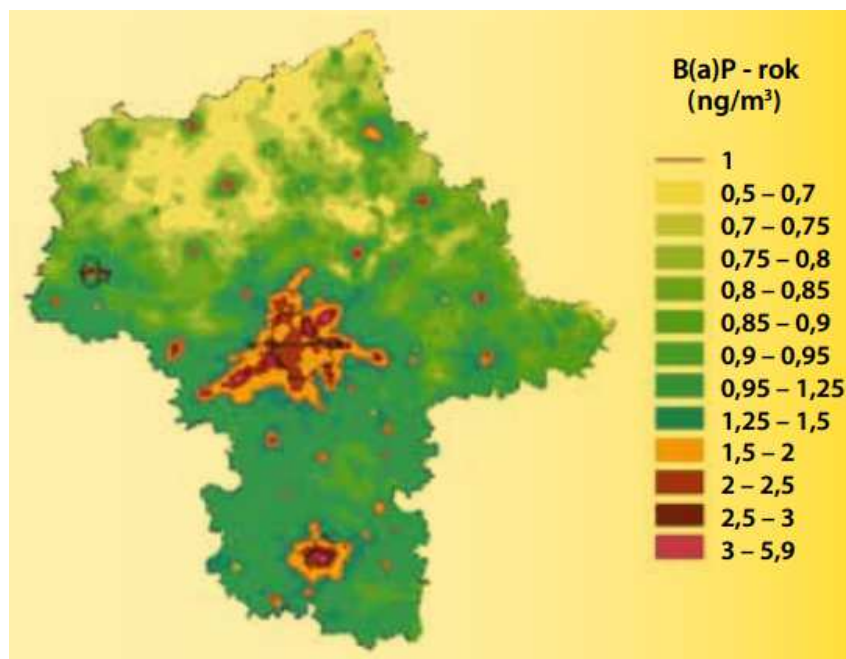 B(a)P - rok
(ng/m³)
1
0,5 – 0,7
0,7 – 0,75
0,75 – 0,8
0,8 – 0,85
0,85 – 0,9
0,9 – 0,95
0,95 – 1,25
1,25 – 1,5
1,5 – 2
2 – 2,5
2,5 – 3
3 – 5,9